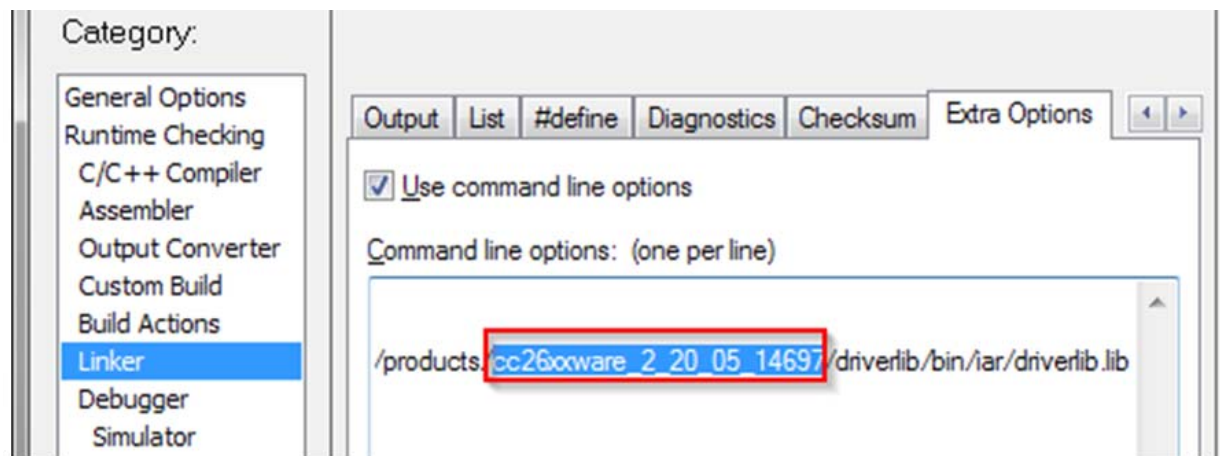 Category:
General Options
Runtime Checking
C/C++ Compiler
Assembler
Output Converter
Custom Build
Build Actions
Linker
Debugger
Simulator
Output List #define Diagnostics Checksum Extra Options
Use command line options
Command line options: (one per line)
/products/cc26xxware_2_20_05_14697/driverlib/bin/iar/driverlib.lib